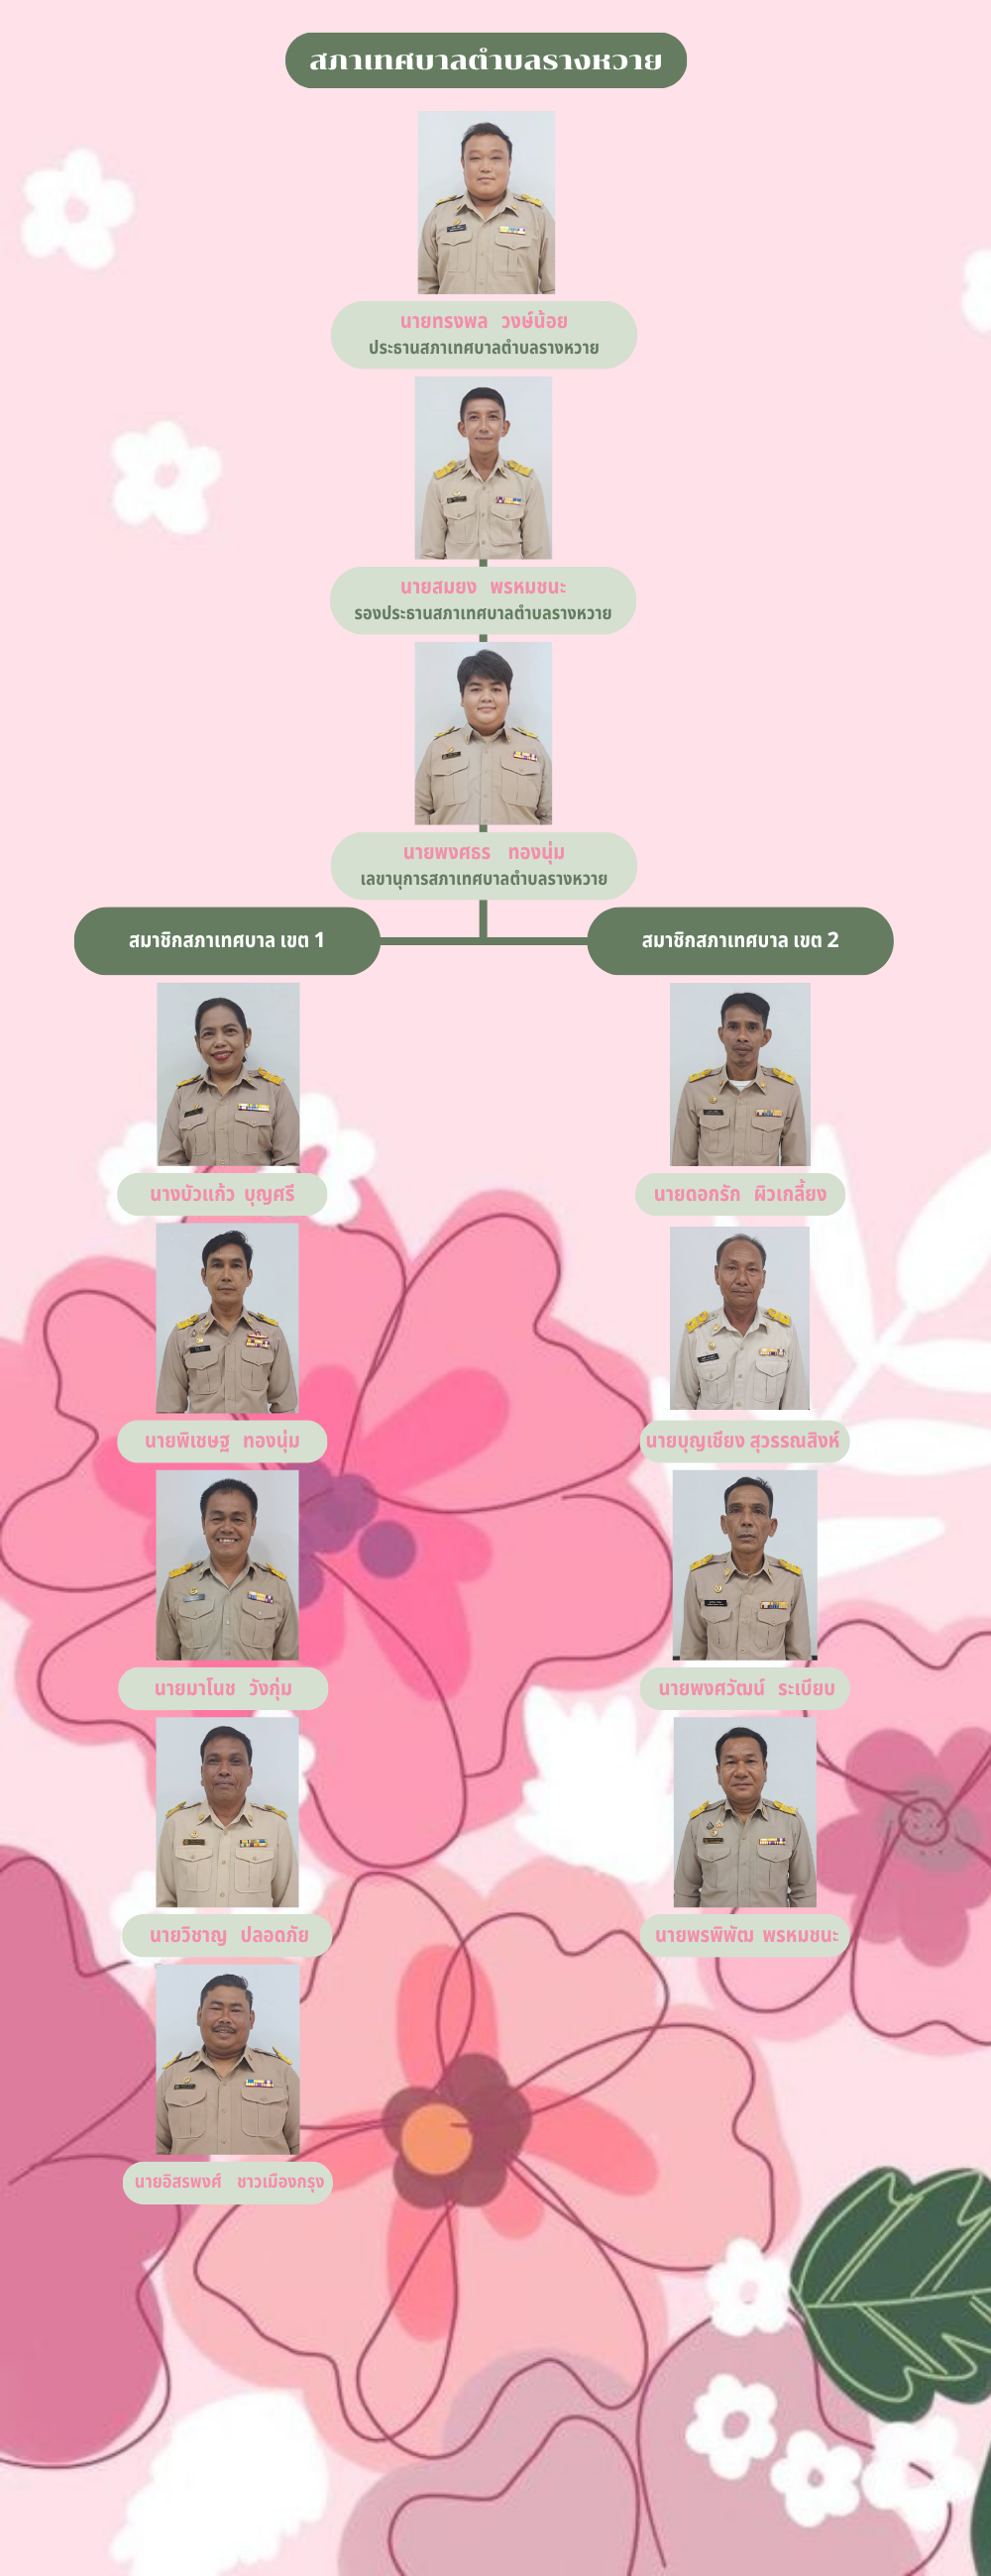 สภาเทศบาลตำบลรางหวาย
นายทรงพล วงษ์น้อย
ประธานสภาเทศบาลตำบลรางหวาย
นายสมยง พรหมชนะ
รองประธานสภาเทศบาลตำบลรางหวาย
นายพงศธร ทองนุ่ม
เลขานุการสภาเทศบาลตำบลรางหวาย
สมาชิกสภาเทศบาล เขต 1
นางบัวแก้ว บุญศรี
นายพิเชษฐ ทองนุ่ม
นายมาโนช วังกุ่ม
นายวิชาญ ปลอดภัย
นายอิสรพงศ์ ชาวเมืองกรุง
สมาชิกสภาเทศบาล เขต 2
นายดอกรัก ผิวเกลี้ยง
นายบุญเชียง สุวรรณสิงห์
นายพงศวัฒน์ ระเบียบ
นายพรพิพัฒ พรหมชนะ